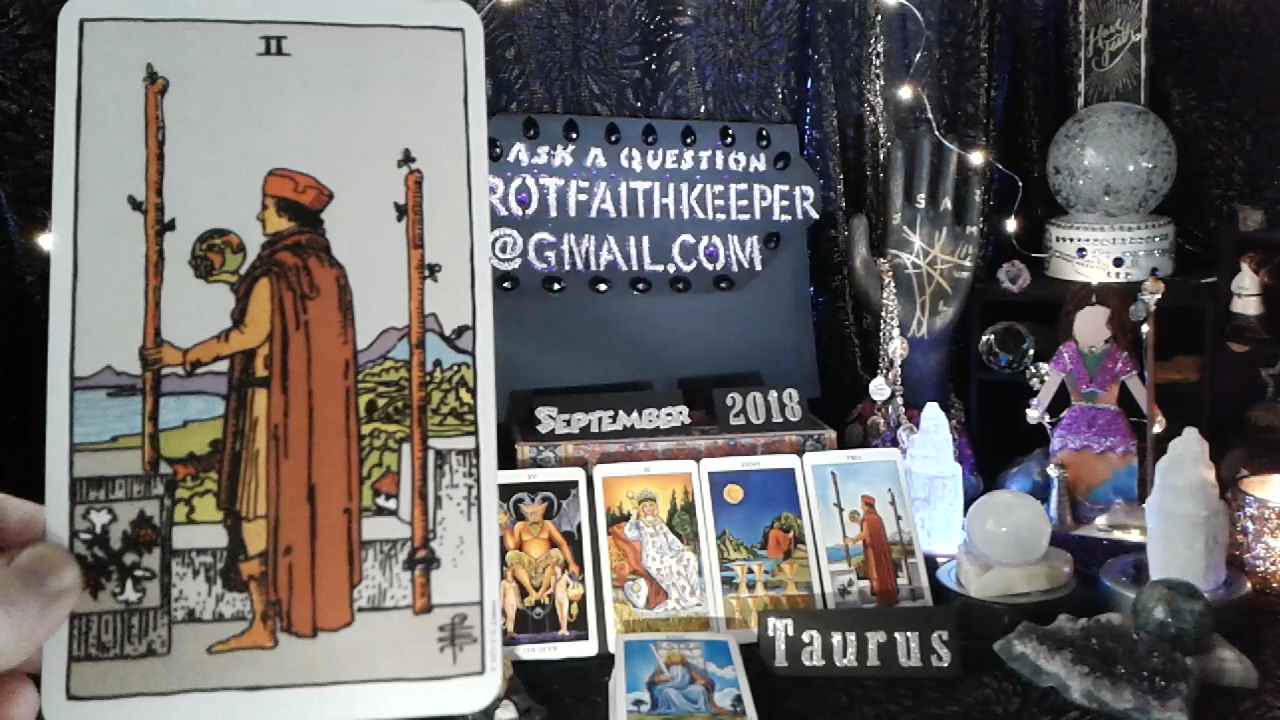 II
ASK A QUESTION
ROTFAITHKEEPER
@GMAIL.COM
SEPTEMBER 2018
Taurus